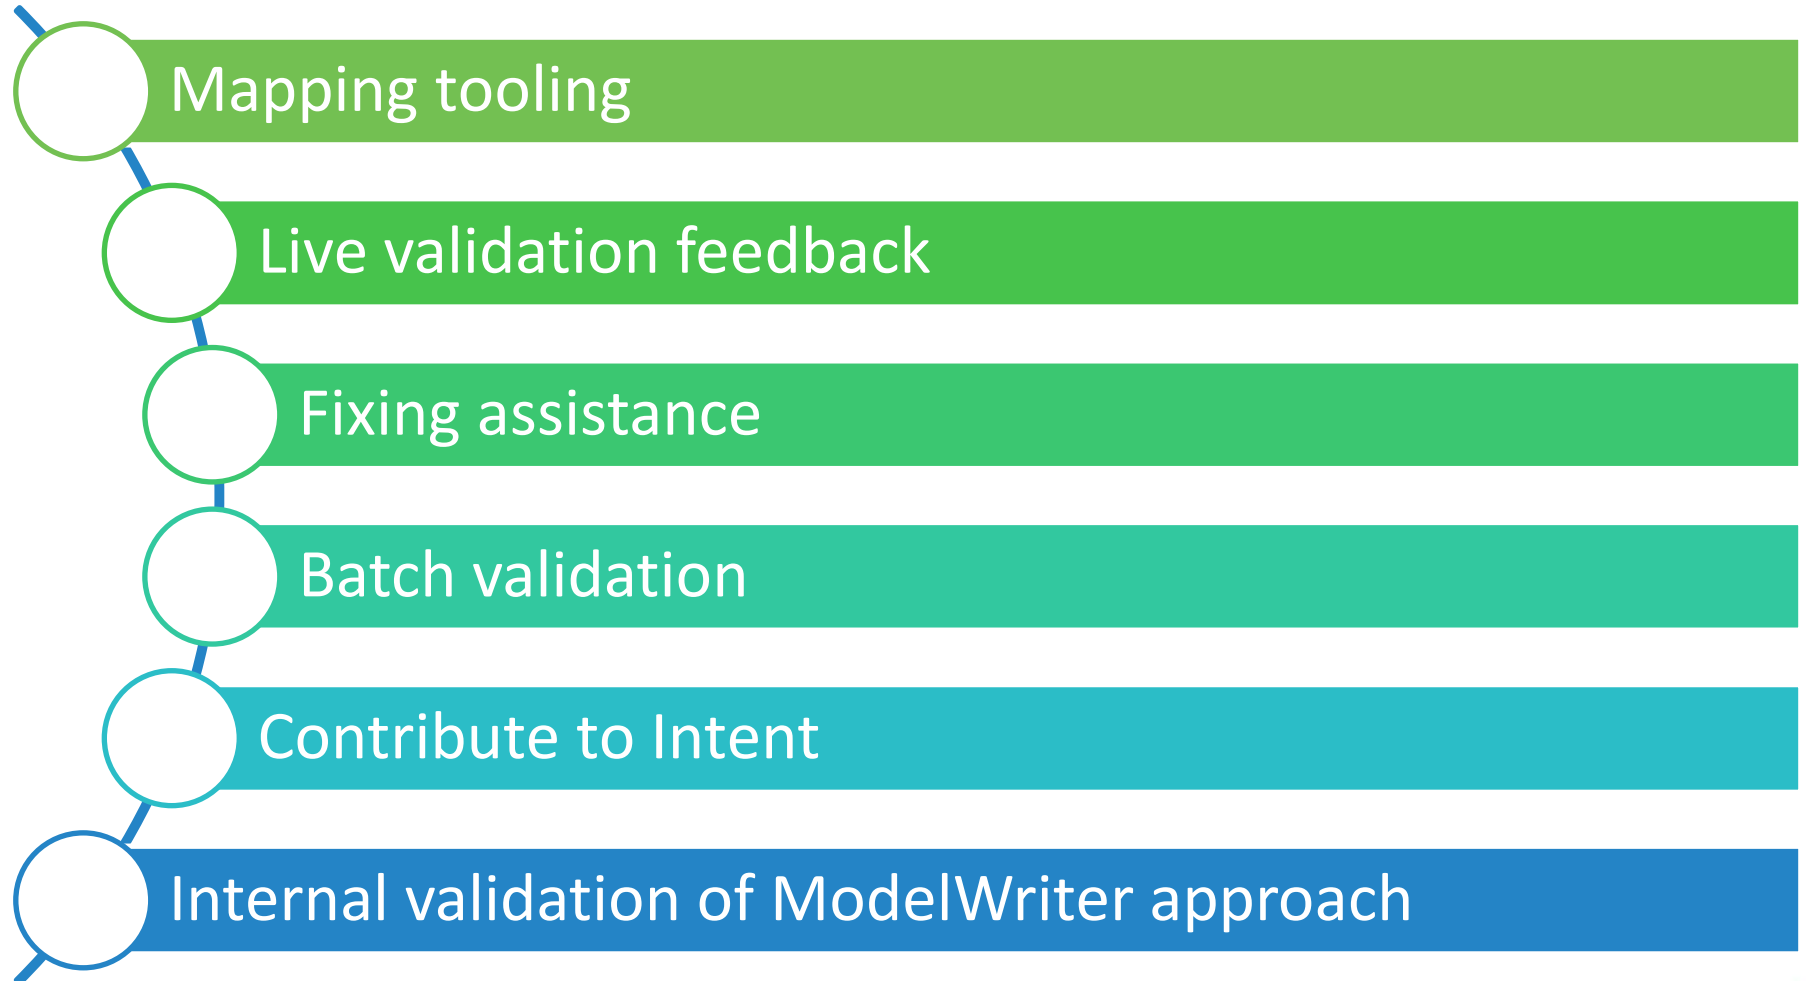 Mapping tooling
Live validation feedback
Fixing assistance
Batch validation
Contribute to Intent
Internal validation of ModelWriter approach